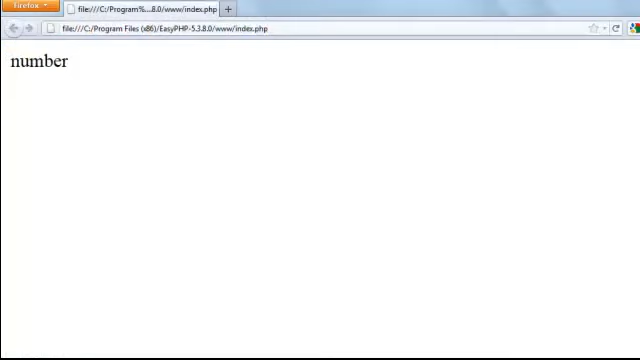 Firefox
file:///C:/Program%...8.0/www/index.php
file:///C:/Program Files (x86)/EasyPHP-5.3.8.0/www/index.php
number